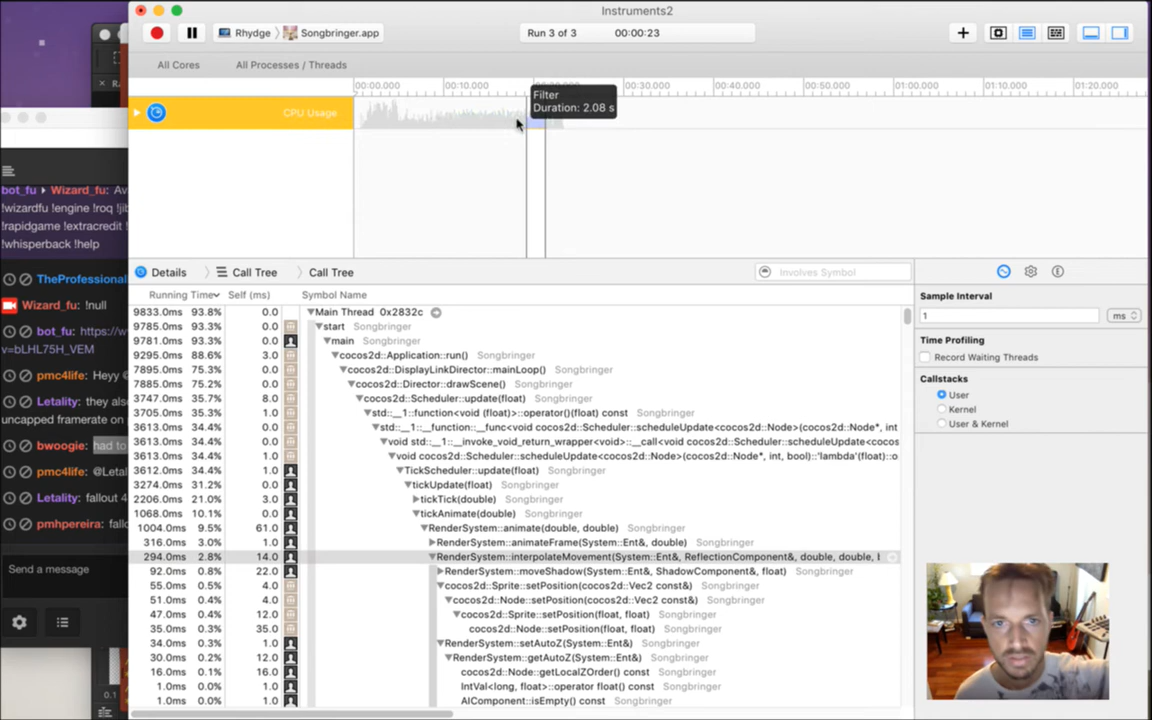 Instruments2
Rhydge
Songbringer.app
Run 3 of 3
00:00:23
All Cores
All Processes / Threads
00:00.000
00:10.000
00:30.000
00:40.000
00:50.000
01:00.000
01:10.000
01:20.000
Filter
Duration: 2.08 s
CPU Usage
bot_fu
Wizard_fu:
!wizardfu !engine !roq
!rapidgame !extracredit !
!whisperback !help
TheProfessional
Wizard_fu: !null
bot_fu:
v=bLHL75H_VEM
pmc4life: Heyy
Letality:
uncapped framerate on
bwoogie: had to
pmc4life:
Letality: fallout 4
pmhpereira:
Send a message
0.1
Details
Call Tree
Call Tree
Involves Symbol
Running Time
Self (ms)
Symbol Name
9833.0ms 93.8% 0.0 Main Thread 0x2832c
9785.0ms 93.3% 0.0 start Songbringer
9781.0ms 93.3% 0.0 main Songbringer
9295.0ms 88.6% 3.0 cocos2d::Application::run() Songbringer
7895.0ms 75.3% 0.0 cocos2d::DisplayLinkDirector::mainLoop() Songbringer
7885.0ms 75.2% 0.0 cocos2d::Director::drawScene() Songbringer
3747.0ms 35.7% 8.0 cocos2d::Scheduler::update(float) Songbringer
3705.0ms 35.3% 1.0 std::__1::function<void (float)>::operator()(float) const Songbringer
3613.0ms 34.4% 0.0 std::__1::__function::__func<void cocos2d::Scheduler::scheduleUpdate<cocos2d::Node>(cocos2d::Node*, int
3613.0ms 34.4% 0.0 void std::__1::__invoke_void_return_wrapper<void>::__call<void cocos2d::Scheduler::scheduleUpdate<cocos
3613.0ms 34.4% 1.0 void cocos2d::Scheduler::scheduleUpdate<cocos2d::Node>(cocos2d::Node*, int, bool)::'lambda'(float)::o
3612.0ms 34.4% 1.0 TickScheduler::update(float) Songbringer
3274.0ms 31.2% 0.0 tickUpdate(float) Songbringer
2206.0ms 21.0% 3.0 tickTick(double) Songbringer
1068.0ms 10.1% 0.0 tickAnimate(double) Songbringer
1004.0ms 9.5% 61.0 RenderSystem::animate(double, double) Songbringer
316.0ms 3.0% 1.0 RenderSystem::animateFrame(System::Ent&, double) Songbringer
294.0ms 2.8% 14.0 RenderSystem::interpolateMovement(System::Ent&, ReflectionComponent&, double, double,
92.0ms 0.8% 22.0 RenderSystem::moveShadow(System::Ent&, ShadowComponent&, float) Songbringer
55.0ms 0.4% 4.0 cocos2d::Sprite::setPosition(cocos2d::Vec2 const&) Songbringer
51.0ms 0.4% 4.0 cocos2d::Node::setPosition(cocos2d::Vec2 const&) Songbringer
47.0ms 0.4% 12.0 cocos2d::Sprite::setPosition(float, float) Songbringer
35.0ms 0.3% 35.0 cocos2d::Node::setPosition(float, float) Songbringer
34.0ms 0.3% 1.0 RenderSystem::setAutoZ(System::Ent&) Songbringer
30.0ms 0.2% 12.0 RenderSystem::getAutoZ(System::Ent&) Songbringer
16.0ms 0.1% 16.0 cocos2d::Node::getLocalZOrder() const Songbringer
1.0ms 0.0% 1.0 IntVal<long, float>::operator float() const Songbringer
1.0ms 0.0% 1.0 AIComponent::isEmpty() const Songbringer
Sample Interval
1
ms
Time Profiling
Record Waiting Threads
Callstacks
User
Kernel
User & Kernel